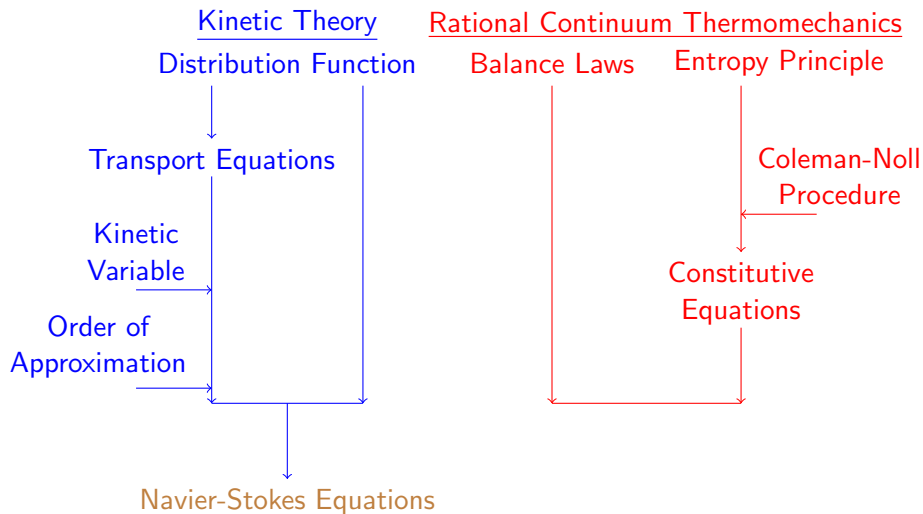 Kinetic Theory
Distribution Function
Transport Equations
Kinetic
Variable
Order of
Approximation
Navier-Stokes Equations
Rational Continuum Thermomechanics
Balance Laws
Entropy Principle
Coleman-Noll
Procedure
Constitutive
Equations